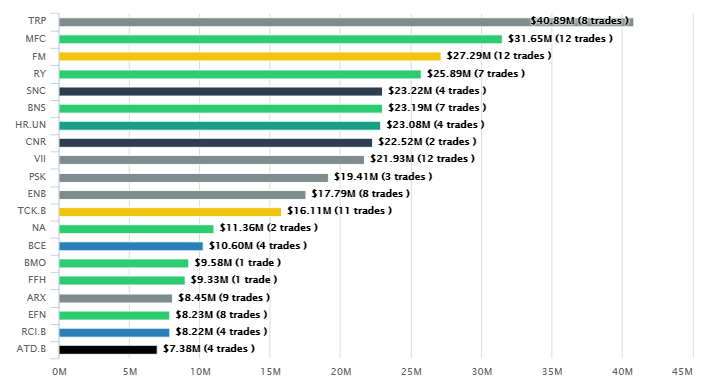 TRP $40.89M (8 trades )
MFC $31.65M (12 trades )
FM $27.29M (12 trades )
RY $25.89M (7 trades )
SNC $23.22M (4 trades )
BNS $23.19M (7 trades )
HR.UN $23.08M (4 trades )
CNR $22.52M (2 trades )
VII $21.93M (12 trades )
PSK $19.41M (3 trades )
ENB $17.79M (8 trades )
TCK.B $16.11M (11 trades )
NA $11.36M (2 trades )
BCE $10.60M (4 trades )
BMO $9.58M (1 trade )
FFH $9.33M (1 trade )
ARX $8.45M (9 trades )
EFN $8.23M (8 trades )
RCI.B $8.22M (4 trades )
ATD.B $7.38M (4 trades )
0M 5M 10M 15M 20M 25M 30M 35M 40M 45M